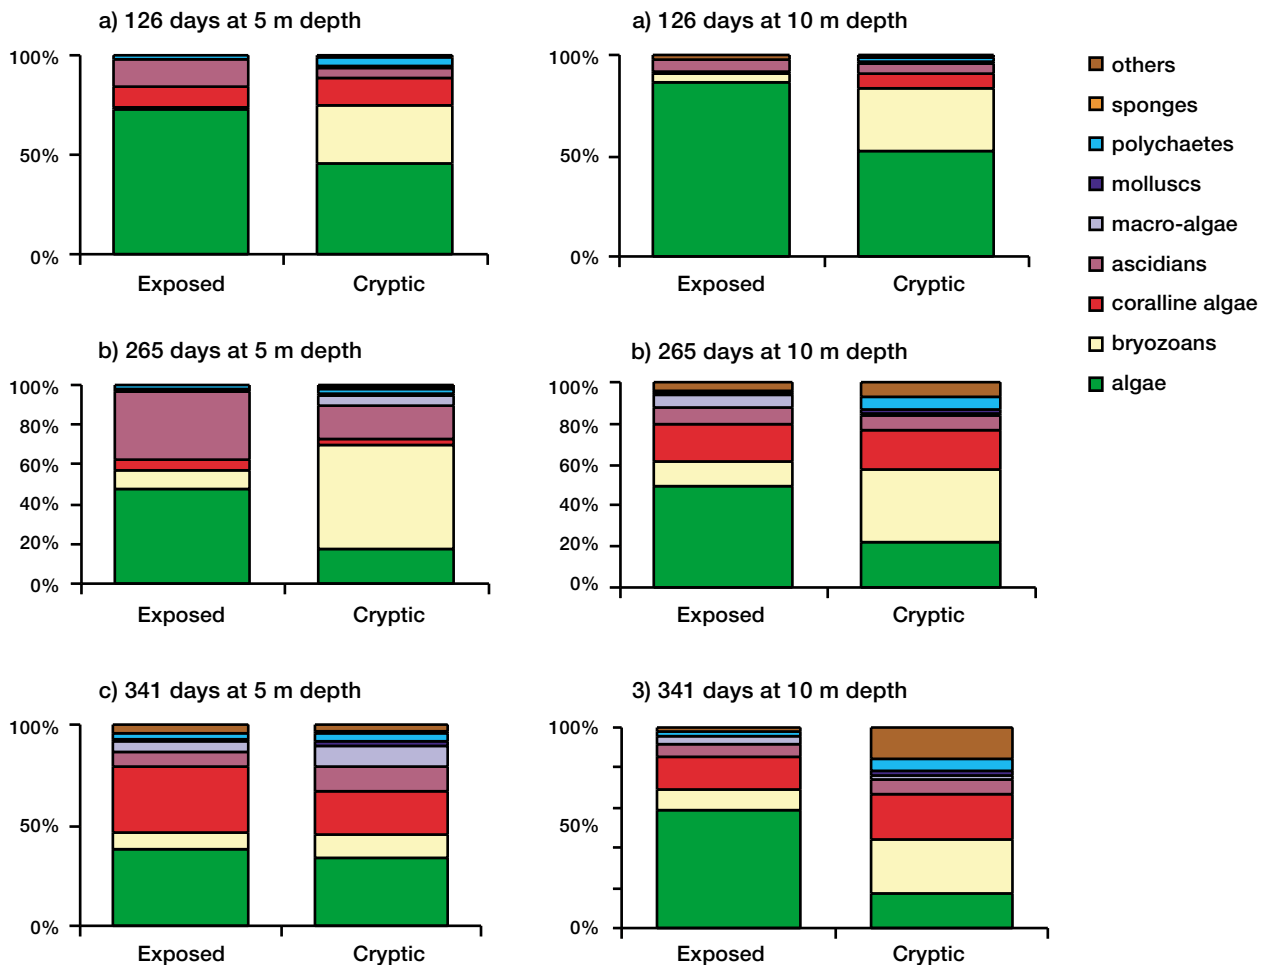 a) 126 days at 5 m depth
100%
50%
0%
Exposed
Cryptic
a) 126 days at 10 m depth
100%
50%
0%
Exposed
Cryptic
others
sponges
polychaetes
molluscs
macro-algae
ascidians
coralline algae
bryozoans
algae
b) 265 days at 5 m depth
100%
80%
60%
40%
20%
0%
Exposed
Cryptic
b) 265 days at 10 m depth
100%
80%
60%
40%
20%
0%
Exposed
Cryptic
c) 341 days at 5 m depth
100%
50%
0%
Exposed
Cryptic
3) 341 days at 10 m depth
100%
50%
0%
Exposed
Cryptic